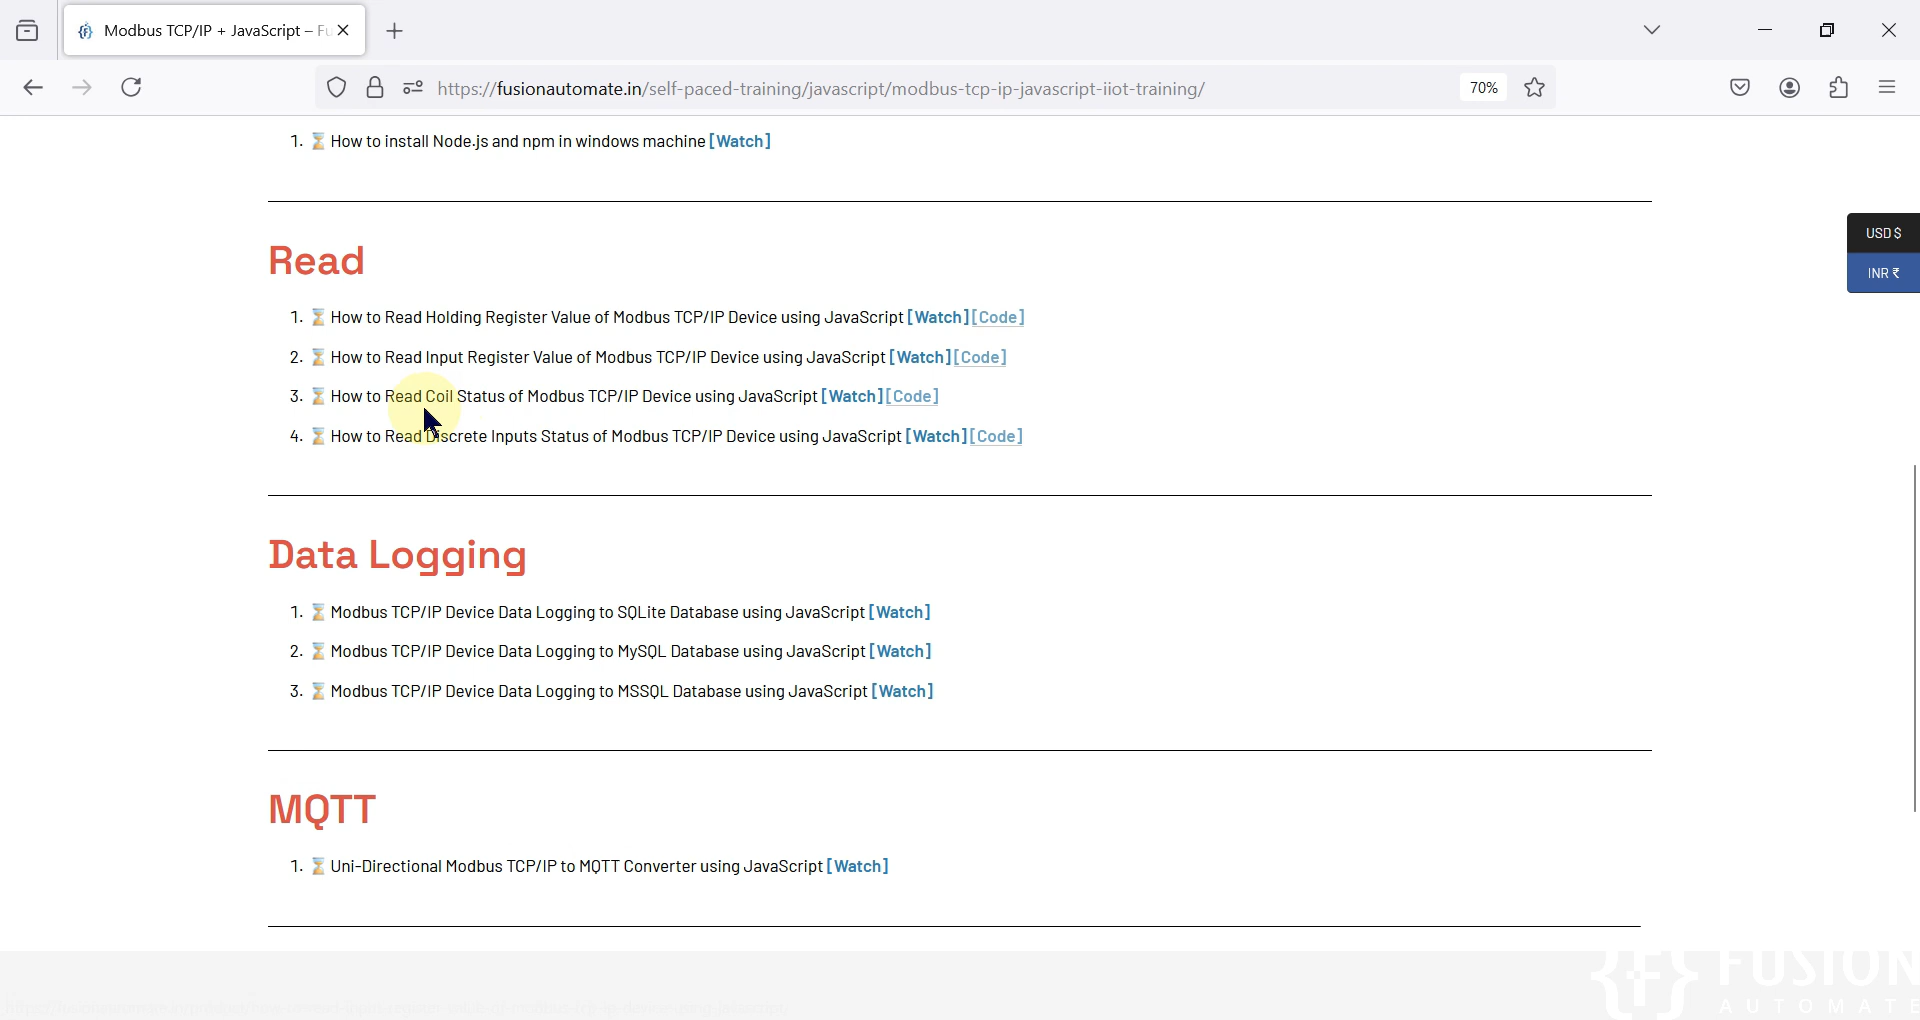 Modbus TCP/IP + JavaScript – Fu
https://fusionautomate.in/self-paced-training/javascript/modbus-tcp-ip-javascript-iiot-training/
70%
1. ⏳ How to install Node.js and npm in windows machine [Watch]
USD $
INR ₹
Read
1. ⏳ How to Read Holding Register Value of Modbus TCP/IP Device using JavaScript [Watch][Code]
2. ⏳ How to Read Input Register Value of Modbus TCP/IP Device using JavaScript [Watch][Code]
3. ⏳ How to Read Coil Status of Modbus TCP/IP Device using JavaScript [Watch][Code]
4. ⏳ How to Read Discrete Inputs Status of Modbus TCP/IP Device using JavaScript [Watch][Code]
Data Logging
1. ⏳ Modbus TCP/IP Device Data Logging to SQLite Database using JavaScript [Watch]
2. ⏳ Modbus TCP/IP Device Data Logging to MySQL Database using JavaScript [Watch]
3. ⏳ Modbus TCP/IP Device Data Logging to MSSQL Database using JavaScript [Watch]
MQTT
1. ⏳ Uni-Directional Modbus TCP/IP to MQTT Converter using JavaScript [Watch]
{F} FUSION
AUTOMATE